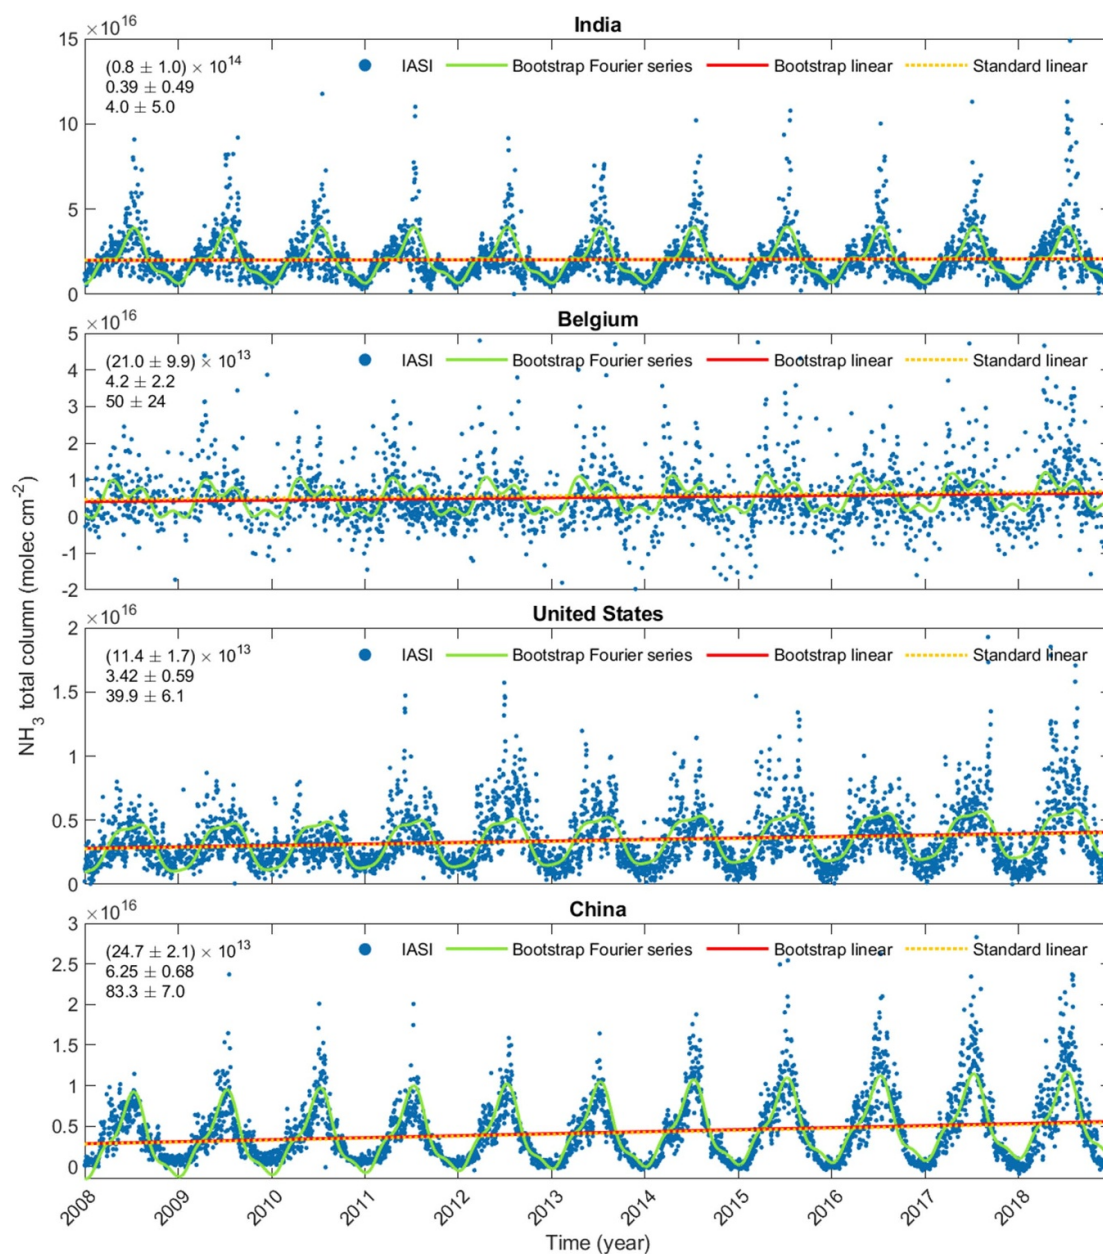 India
×10^16
(0.8 ± 1.0) × 10^14
0.39 ± 0.49
4.0 ± 5.0
IASI Bootstrap Fourier series Bootstrap linear Standard linear
15
10
5
0
Belgium
×10^16
(21.0 ± 9.9) × 10^13
4.2 ± 2.2
50 ± 24
IASI Bootstrap Fourier series Bootstrap linear Standard linear
5
4
3
2
1
0
-1
-2
NH_3 total column (molec cm^-2)
United States
×10^16
(11.4 ± 1.7) × 10^13
3.42 ± 0.59
39.9 ± 6.1
IASI Bootstrap Fourier series Bootstrap linear Standard linear
2
1.5
1
0.5
0
China
×10^16
(24.7 ± 2.1) × 10^13
6.25 ± 0.68
83.3 ± 7.0
IASI Bootstrap Fourier series Bootstrap linear Standard linear
3
2.5
2
1.5
1
0.5
0
2008 2009 2010 2011 2012 2013 2014 2015 2016 2017 2018
Time (year)